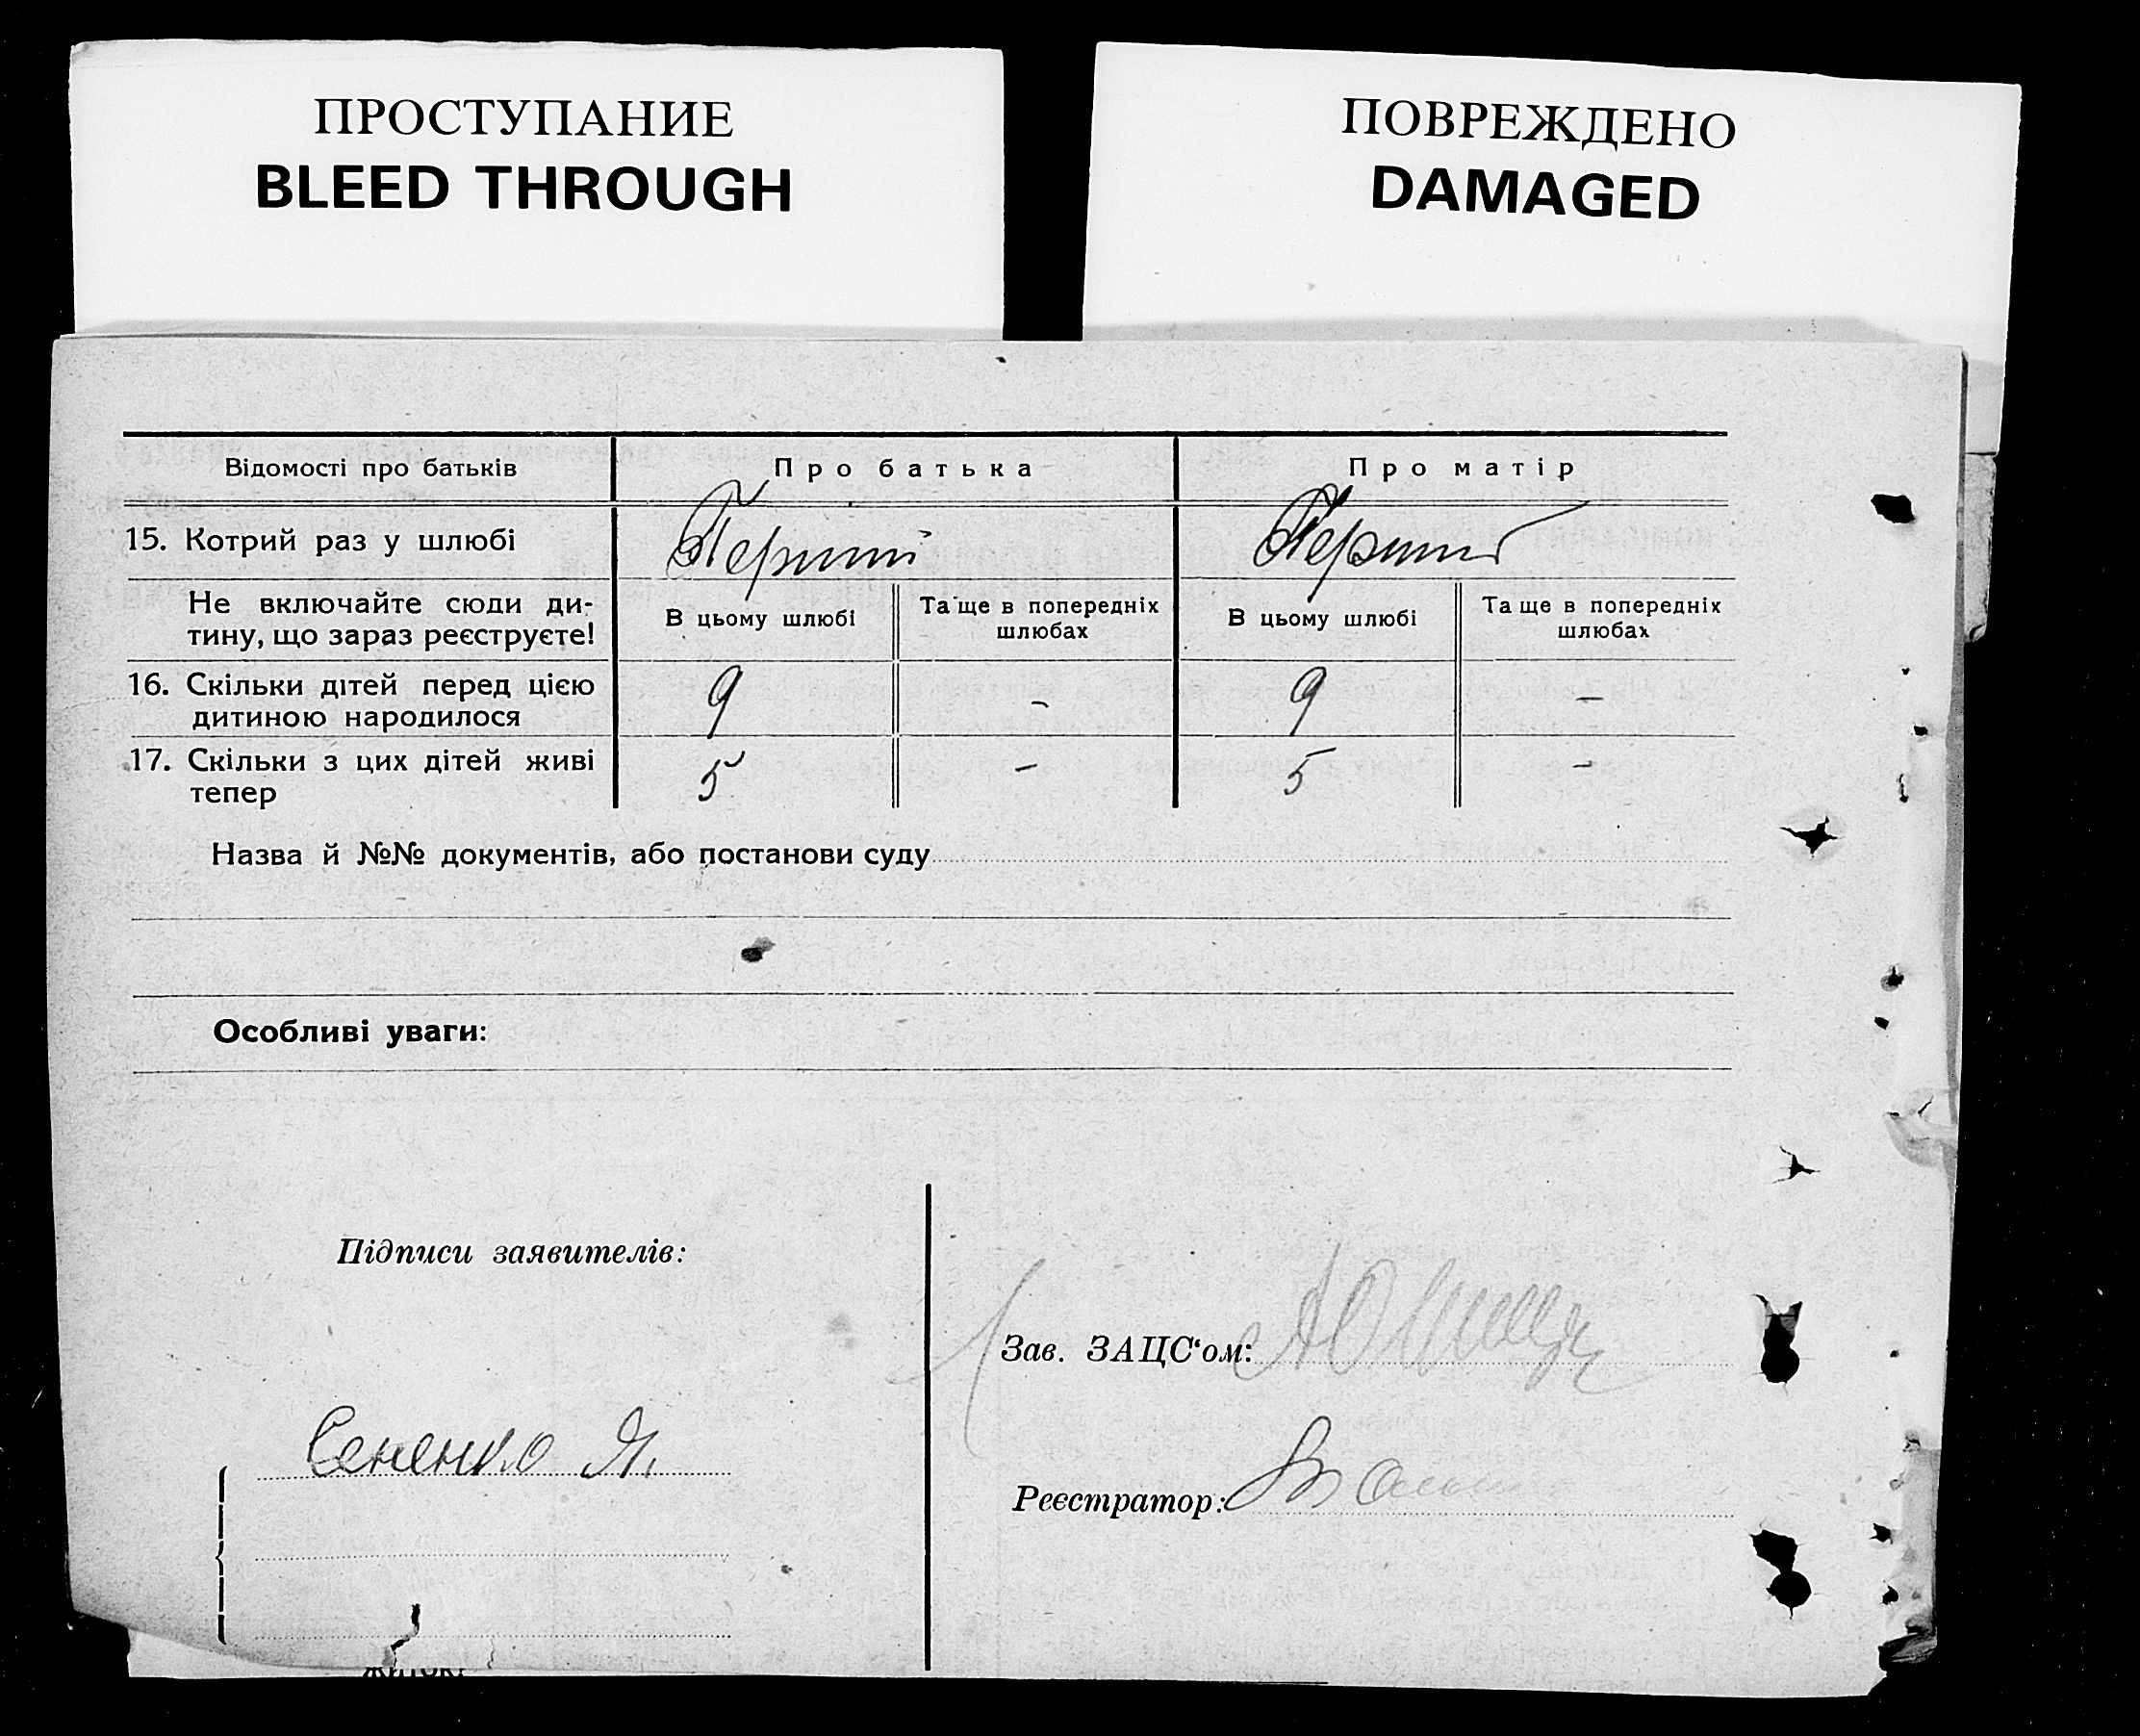 ПРОСТУПАНИЕ
BLEED THROUGH
ПОВРЕЖДЕНО
DAMAGED
Відомості про батьків Про батька Про матір
15. Котрий раз у шлюбі Перший Перший
Не включайте сюди ди-
тину, що зараз реєструєте!
В цьому шлюбі Та ще в попередніх
шлюбах
В цьому шлюбі Та ще в попередніх
шлюбах
16. Скільки дітей перед цією
дитиною народилося
9 – 9 –
17. Скільки з цих дітей живі
тепер
5 – 5 –
Назва й №№ документів, або постанови суду
Особливі уваги:
Підписи заявителів:
Сененко Я.
Зав. ЗАЦС‘ом:
Реєстратор: